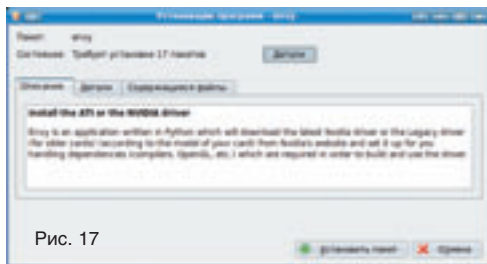 Установщик программ - envy
Пакет: envy
Состояние: Требует установки 17 пакетов
Детали
Описание Детали Содержащиеся файлы
Install the ATI or the NVIDIA driver
Envy is an application written in Python which will download the latest Nvidia driver or the Legacy driver
(for older cards) (according to the model of your card) from Nvidia's website and set it up for you
handling dependencies (compilers, OpenGL, etc.) which are required in order to build and use the driver
Рис. 17
Установить пакет Отмена